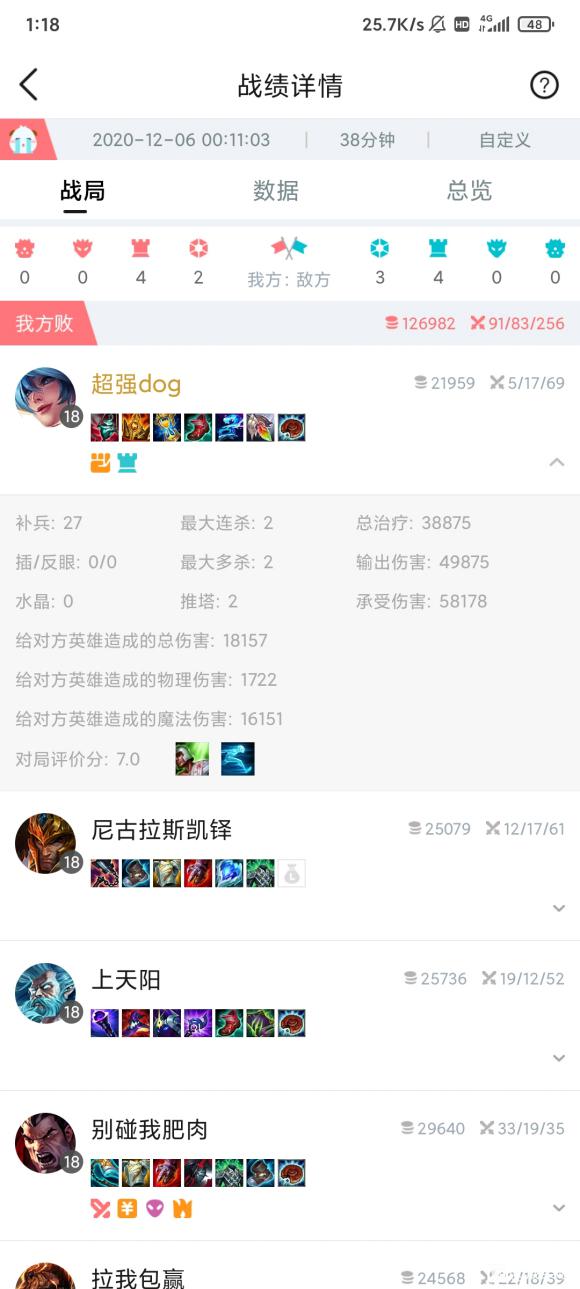 1:18 25.7K/s HD 4G 48
战绩详情
2020-12-06 00:11:03 38分钟 自定义
战局 数据 总览
0 0 4 2 我方: 敌方 3 4 0 0
我方败 126982 91/83/256
超强dog 21959 5/17/69
18
补兵: 27 最大连杀: 2 总治疗: 38875
插/反眼: 0/0 最大多杀: 2 输出伤害: 49875
水晶: 0 推塔: 2 承受伤害: 58178
给对方英雄造成的总伤害: 18157
给对方英雄造成的物理伤害: 1722
给对方英雄造成的魔法伤害: 16151
对局评价分: 7.0
尼古拉斯凯铎 25079 12/17/61
18
上天阳 25736 19/12/52
18
别碰我肥肉 29640 33/19/35
18
拉我包赢 24568 22/18/39